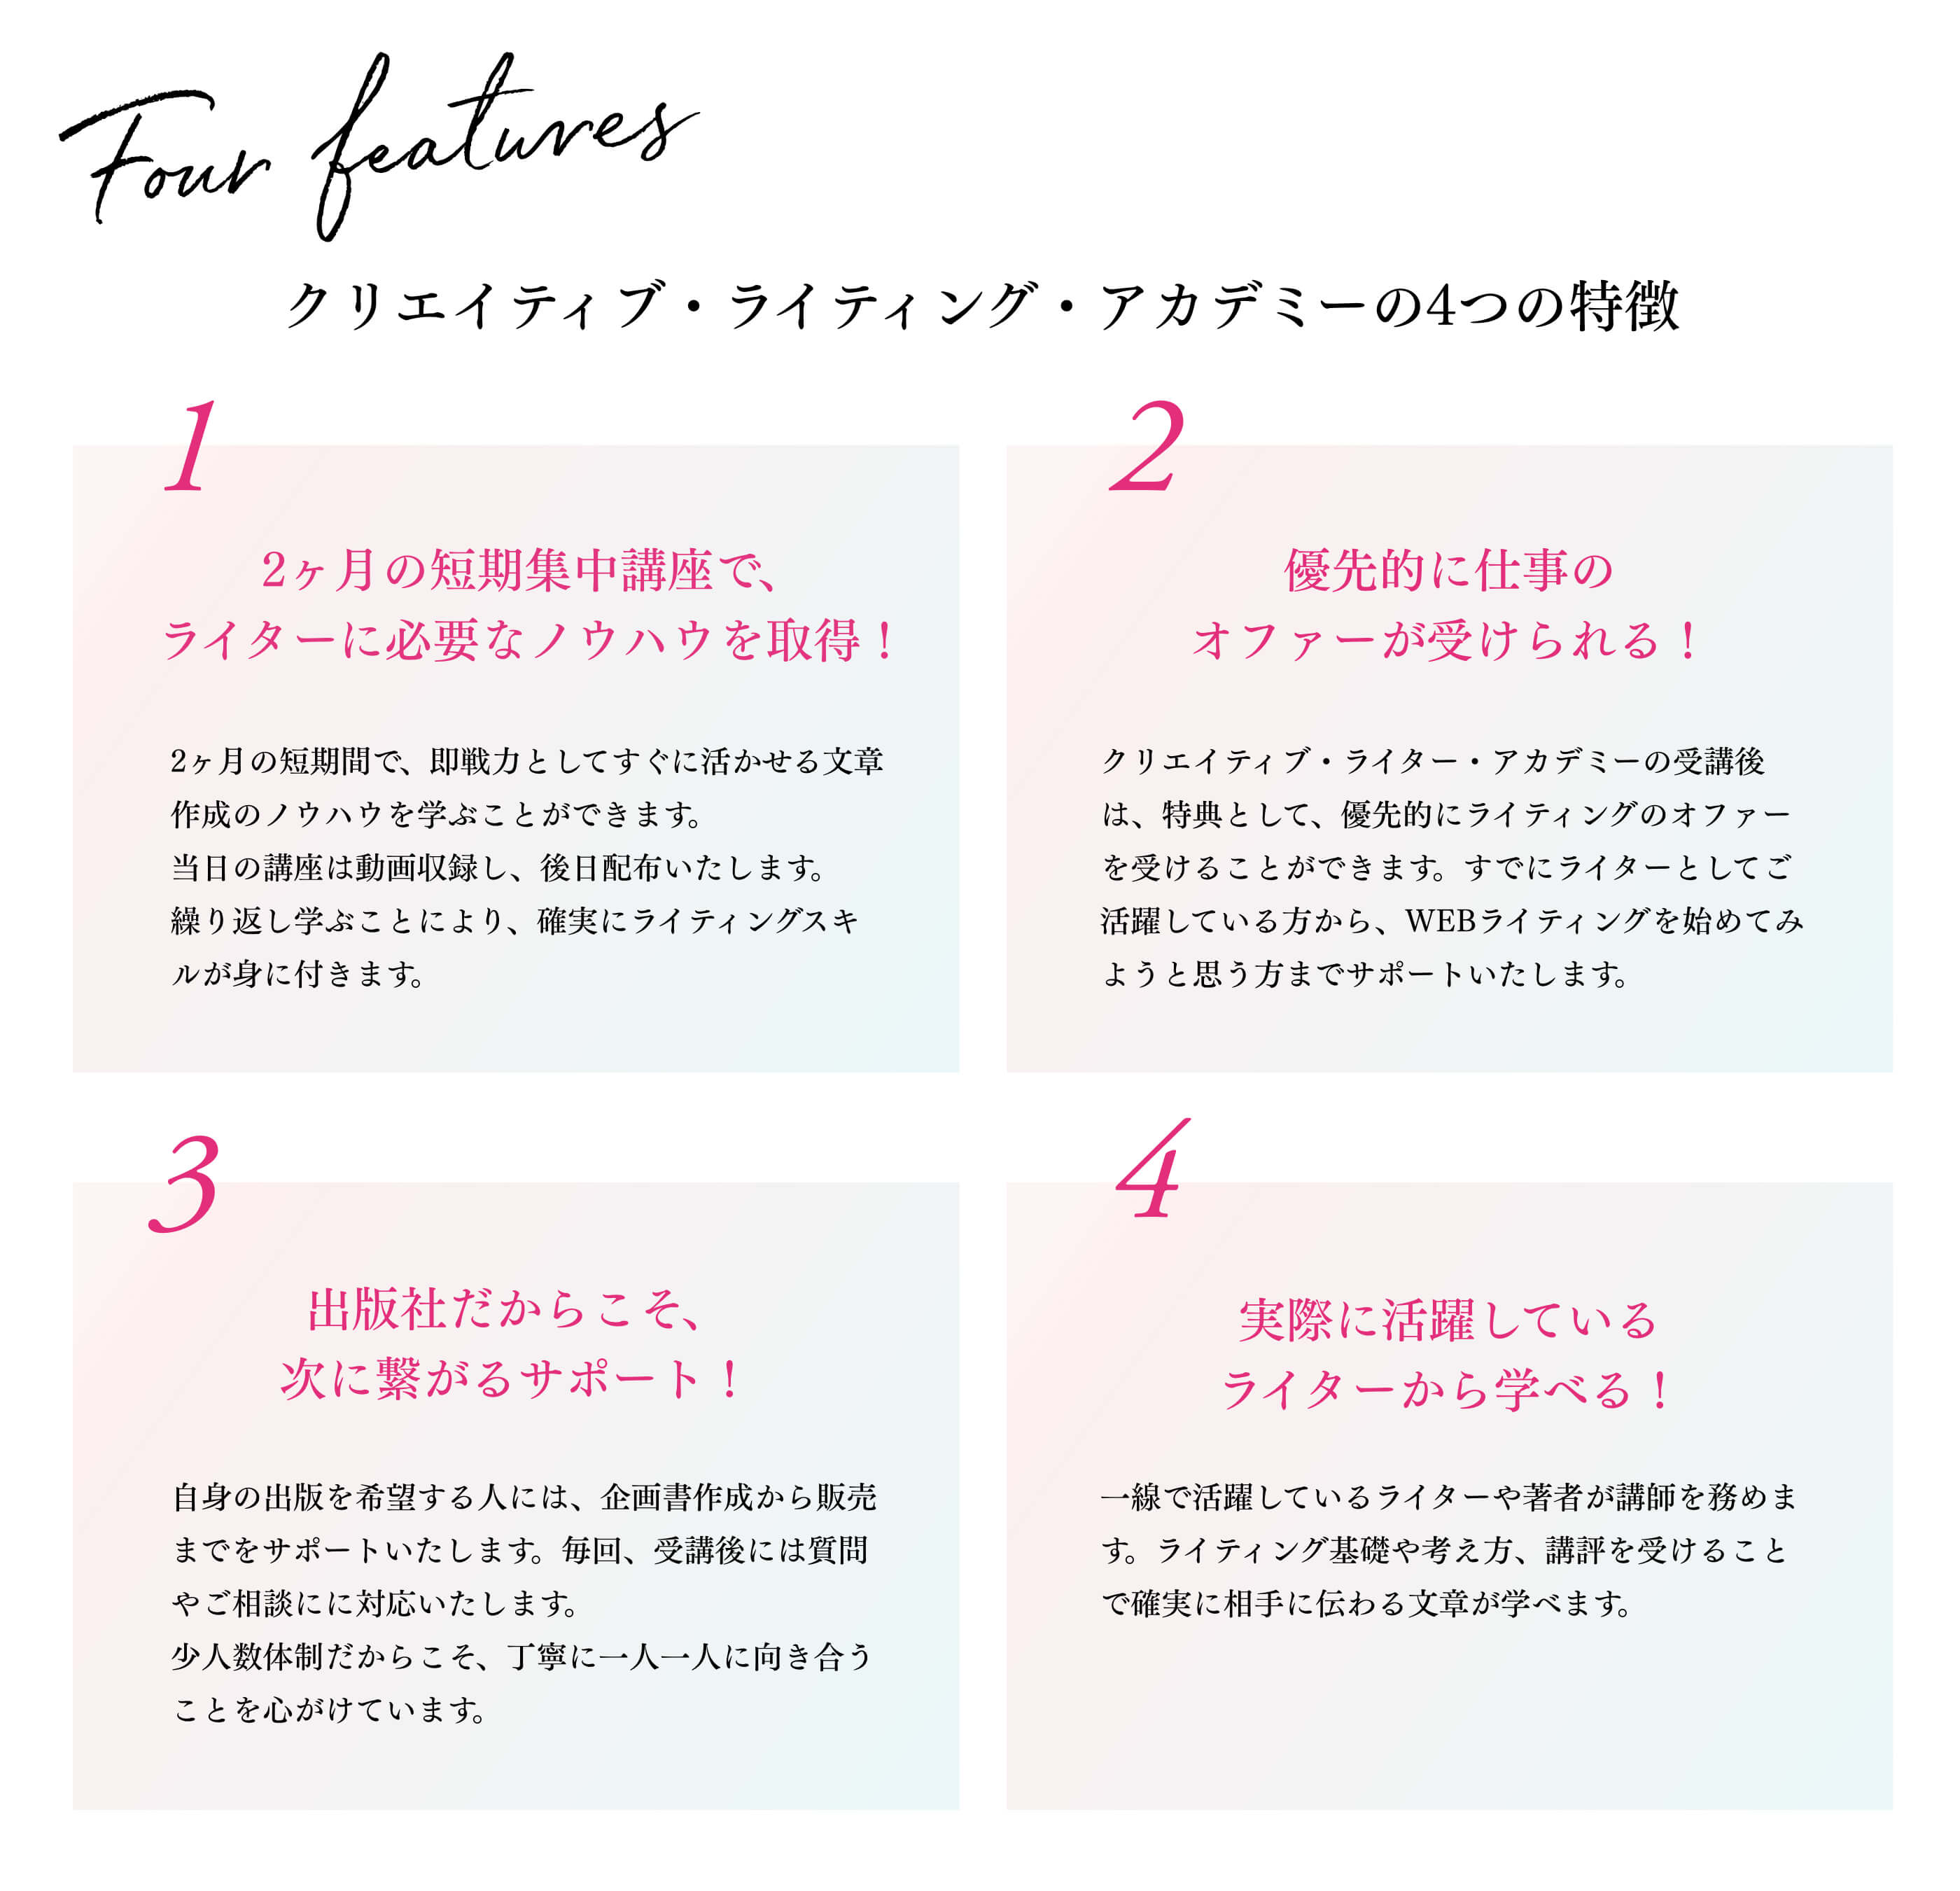 Four features
クリエイティブ・ライティング・アカデミーの4つの特徴
1
2ヶ月の短期集中講座で、
ライターに必要なノウハウを取得！
2ヶ月の短期間で、即戦力としてすぐに活かせる文章
作成のノウハウを学ぶことができます。
当日の講座は動画収録し、後日配布いたします。
繰り返し学ぶことにより、確実にライティングスキ
ルが身に付きます。
2
優先的に仕事の
オファーが受けられる！
クリエイティブ・ライター・アカデミーの受講後
は、特典として、優先的にライティングのオファー
を受けることができます。すでにライターとしてご
活躍している方から、WEBライティングを始めてみ
ようと思う方までサポートいたします。
3
出版社だからこそ、
次に繋がるサポート！
自身の出版を希望する人には、企画書作成から販売
までをサポートいたします。毎回、受講後には質問
やご相談にに対応いたします。
少人数体制だからこそ、丁寧に一人一人に向き合う
ことを心がけています。
4
実際に活躍している
ライターから学べる！
一線で活躍しているライターや著者が講師を務めま
す。ライティング基礎や考え方、講評を受けること
で確実に相手に伝わる文章が学べます。